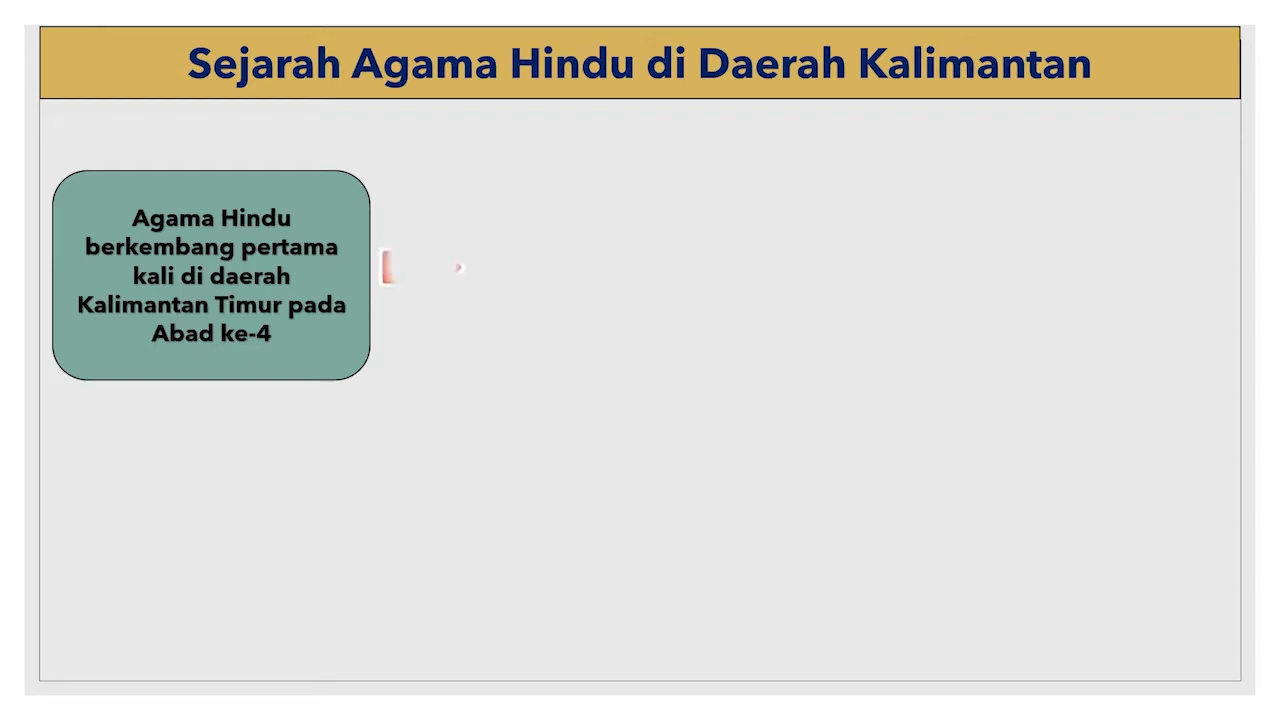 Sejarah Agama Hindu di Daerah Kalimantan
Agama Hindu
berkembang pertama
kali di daerah
Kalimantan Timur pada
Abad ke-4